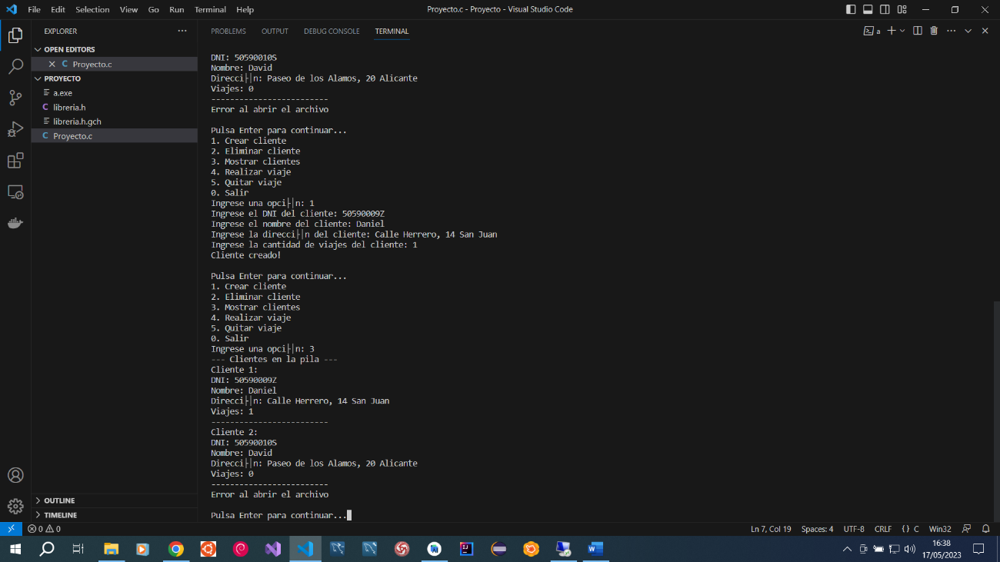 File Edit Selection View Go Run Terminal Help
Proyecto.c - Proyecto - Visual Studio Code
EXPLORER
OPEN EDITORS
C Proyecto.c
PROYECTO
a.exe
C libreria.h
libreria.h.gch
C Proyecto.c
OUTLINE
TIMELINE
PROBLEMS OUTPUT DEBUG CONSOLE TERMINAL
a
DNI: 50590010S
Nombre: David
Direcci├│n: Paseo de los Alamos, 20 Alicante
Viajes: 0
-------------------------
Error al abrir el archivo
Pulsa Enter para continuar...
1. Crear cliente
2. Eliminar cliente
3. Mostrar clientes
4. Realizar viaje
5. Quitar viaje
0. Salir
Ingrese una opci├│n: 1
Ingrese el DNI del cliente: 50590009Z
Ingrese el nombre del cliente: Daniel
Ingrese la direcci├│n del cliente: Calle Herrero, 14 San Juan
Ingrese la cantidad de viajes del cliente: 1
Cliente creado!
Pulsa Enter para continuar...
1. Crear cliente
2. Eliminar cliente
3. Mostrar clientes
4. Realizar viaje
5. Quitar viaje
0. Salir
Ingrese una opci├│n: 3
--- Clientes en la pila ---
Cliente 1:
DNI: 50590009Z
Nombre: Daniel
Direcci├│n: Calle Herrero, 14 San Juan
Viajes: 1
-------------------------
Cliente 2:
DNI: 50590010S
Nombre: David
Direcci├│n: Paseo de los Alamos, 20 Alicante
Viajes: 0
-------------------------
Error al abrir el archivo
Pulsa Enter para continuar...
0 0
Ln 7, Col 19 Spaces: 4 UTF-8 CRLF {} C Win32
16:38
17/05/2023